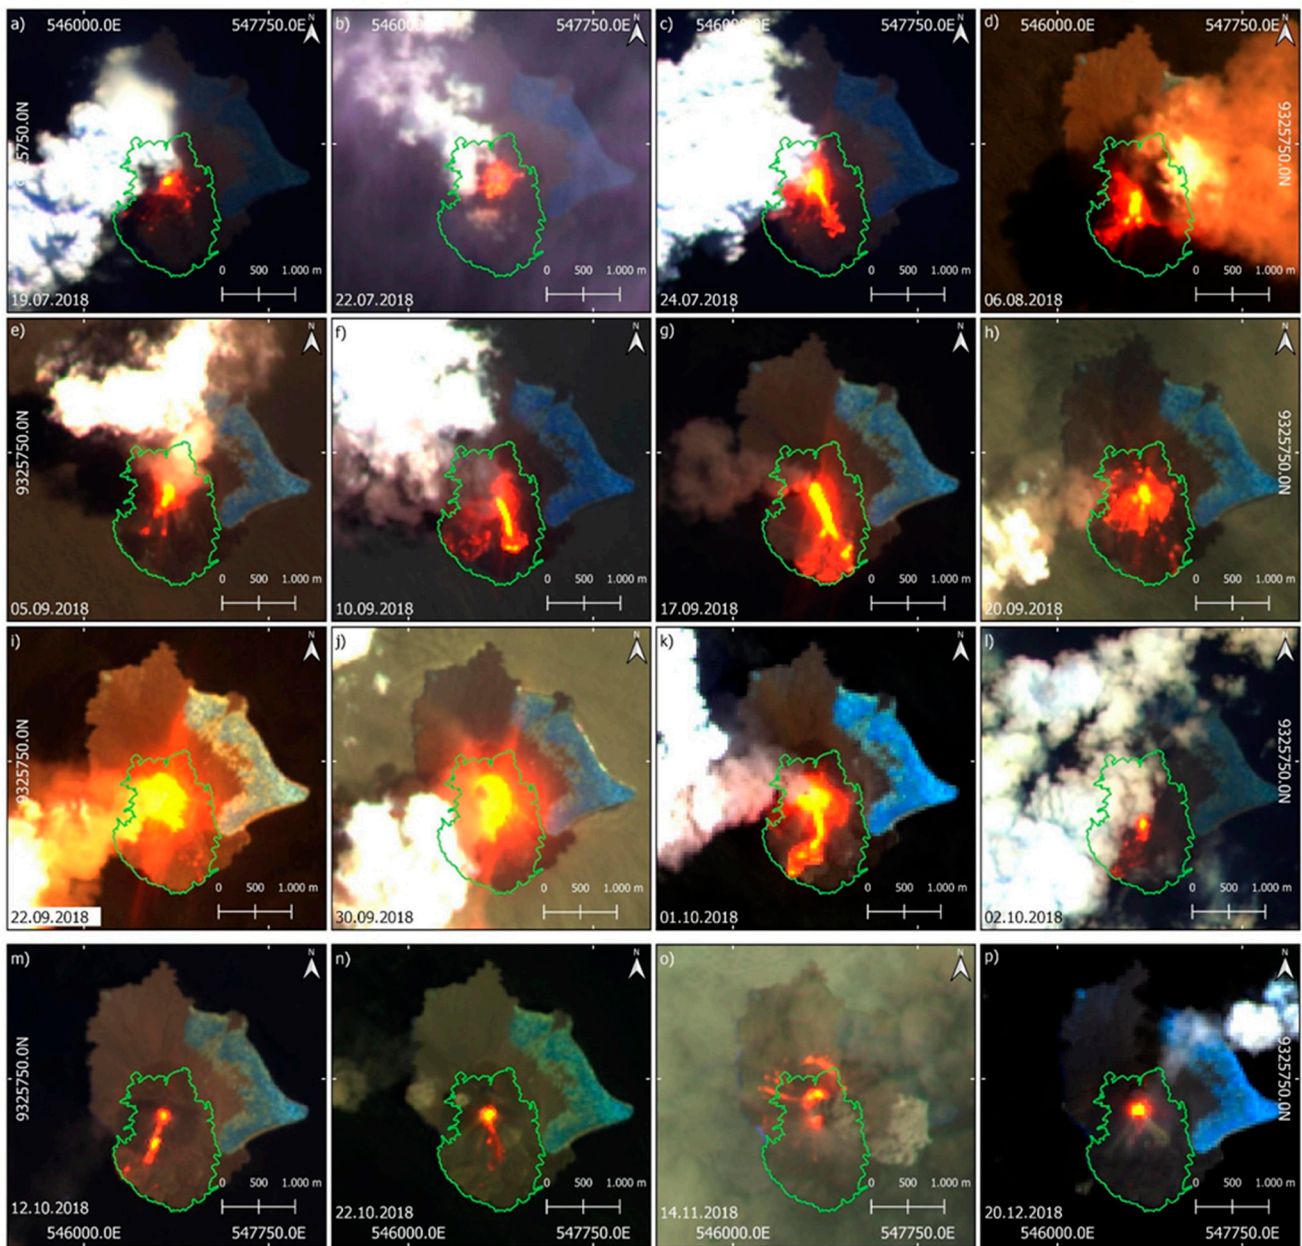 a) 546000.0E 547750.0E N
b) 546000.0E 547750.0E N
c) 546000.0E 547750.0E N
d) 546000.0E 547750.0E N
9325750.0N
0 500 1.000 m
19.07.2018
0 500 1.000 m
22.07.2018
0 500 1.000 m
24.07.2018
0 500 1.000 m
06.08.2018
9325750.0N
e) N
f) N
g) N
h) N
9325750.0N
0 500 1.000 m
05.09.2018
0 500 1.000 m
10.09.2018
0 500 1.000 m
17.09.2018
0 500 1.000 m
20.09.2018
9325750.0N
i) N
j) N
k) N
l) N
9325750.0N
0 500 1.000 m
22.09.2018
0 500 1.000 m
30.09.2018
0 500 1.000 m
01.10.2018
0 500 1.000 m
02.10.2018
9325750.0N
m) N
n) N
o) N
p) N
9325750.0N
0 500 1.000 m
12.10.2018
0 500 1.000 m
22.10.2018
0 500 1.000 m
14.11.2018
0 500 1.000 m
20.12.2018
9325750.0N
546000.0E 547750.0E
546000.0E 547750.0E
546000.0E 547750.0E
546000.0E 547750.0E